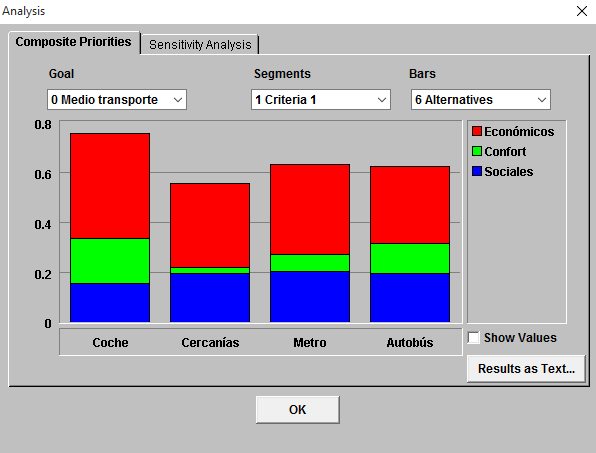 Analysis
Composite Priorities
Sensitivity Analysis
Goal
Segments
Bars
0 Medio transporte
1 Criteria 1
6 Alternatives
0.8
0.6
0.4
0.2
0
Económicos
Confort
Sociales
Coche
Cercanías
Metro
Autobús
Show Values
Results as Text...
OK